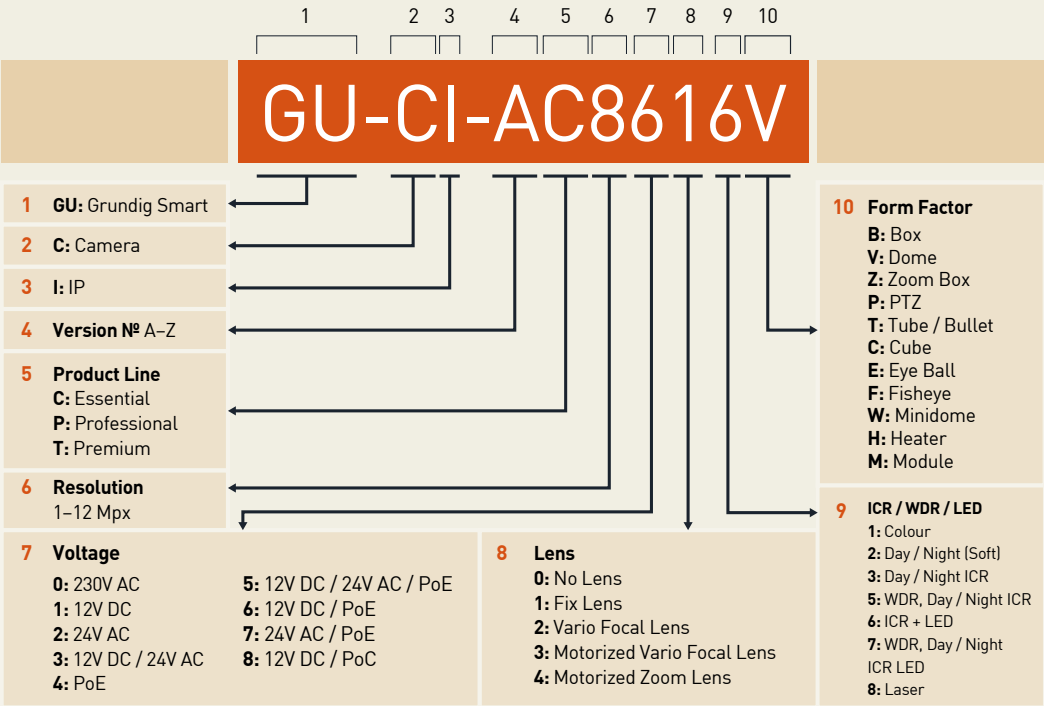 1 2 3 4 5 6 7 8 9 10
GU-CI-AC8616V
1 GU: Grundig Smart
2 C: Camera
3 I: IP
4 Version Nº A–Z
5 Product Line
C: Essential
P: Professional
T: Premium
6 Resolution
1–12 Mpx
7 Voltage
0: 230V AC
1: 12V DC
2: 24V AC
3: 12V DC / 24V AC
4: PoE
5: 12V DC / 24V AC / PoE
6: 12V DC / PoE
7: 24V AC / PoE
8: 12V DC / PoC
8 Lens
0: No Lens
1: Fix Lens
2: Vario Focal Lens
3: Motorized Vario Focal Lens
4: Motorized Zoom Lens
10 Form Factor
B: Box
V: Dome
Z: Zoom Box
P: PTZ
T: Tube / Bullet
C: Cube
E: Eye Ball
F: Fisheye
W: Minidome
H: Heater
M: Module
9 ICR / WDR / LED
1: Colour
2: Day / Night (Soft)
3: Day / Night ICR
5: WDR, Day / Night ICR
6: ICR + LED
7: WDR, Day / Night
ICR LED
8: Laser